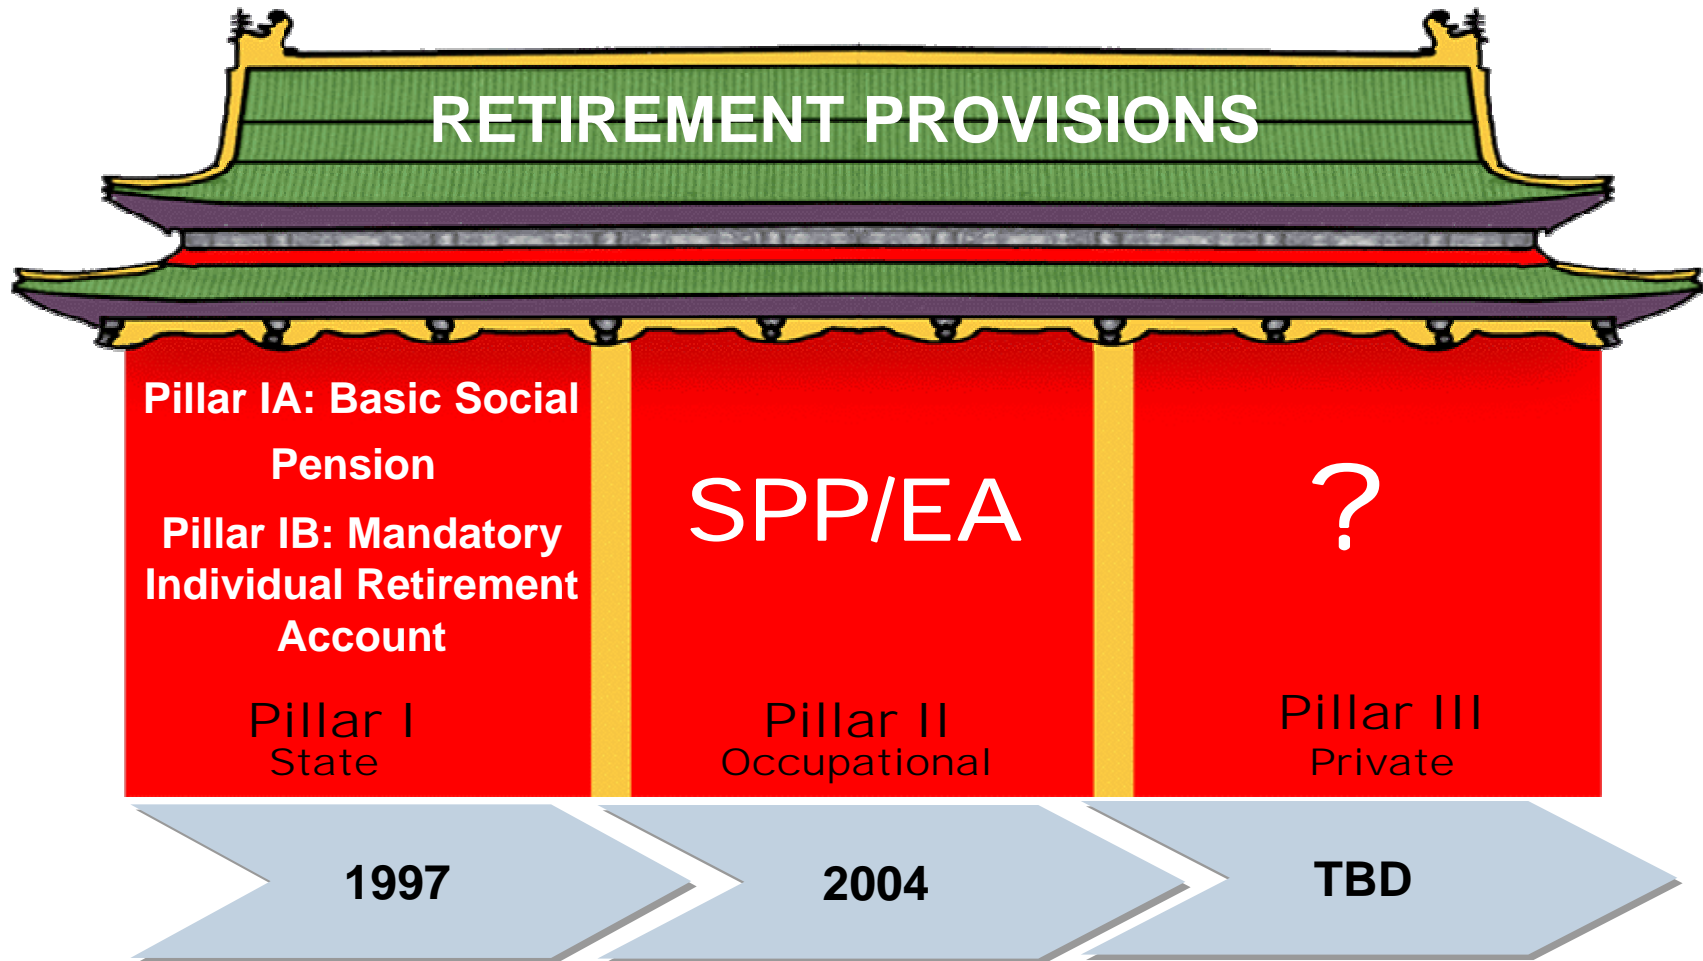 RETIREMENT PROVISIONS
Pillar IA: Basic Social
Pension
Pillar IB: Mandatory
Individual Retirement
Account
Pillar I
State
SPP/EA
Pillar II
Occupational
?
Pillar III
Private
1997
2004
TBD